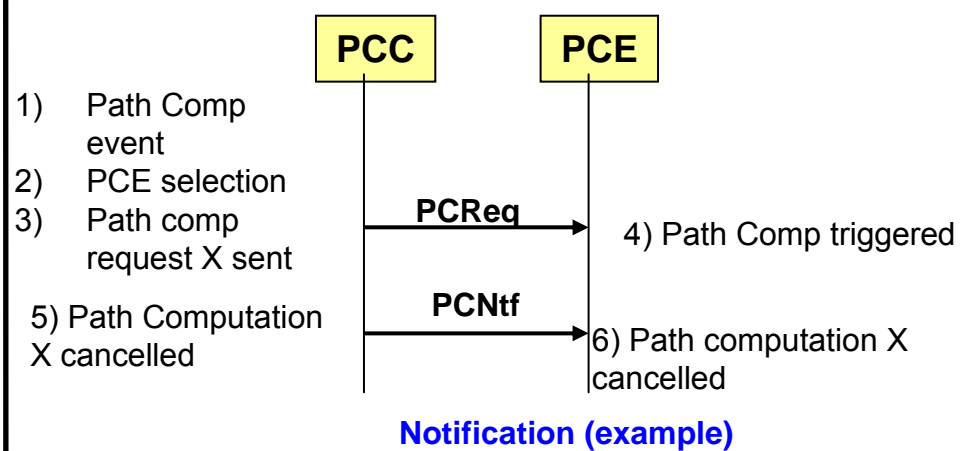 PCC
PCE
1) Path Comp
event
2) PCE selection
3) Path comp
request X sent
PCReq
4) Path Comp triggered
PCNtf
5) Path Computation
X cancelled
6) Path computation X
cancelled
Notification (example)